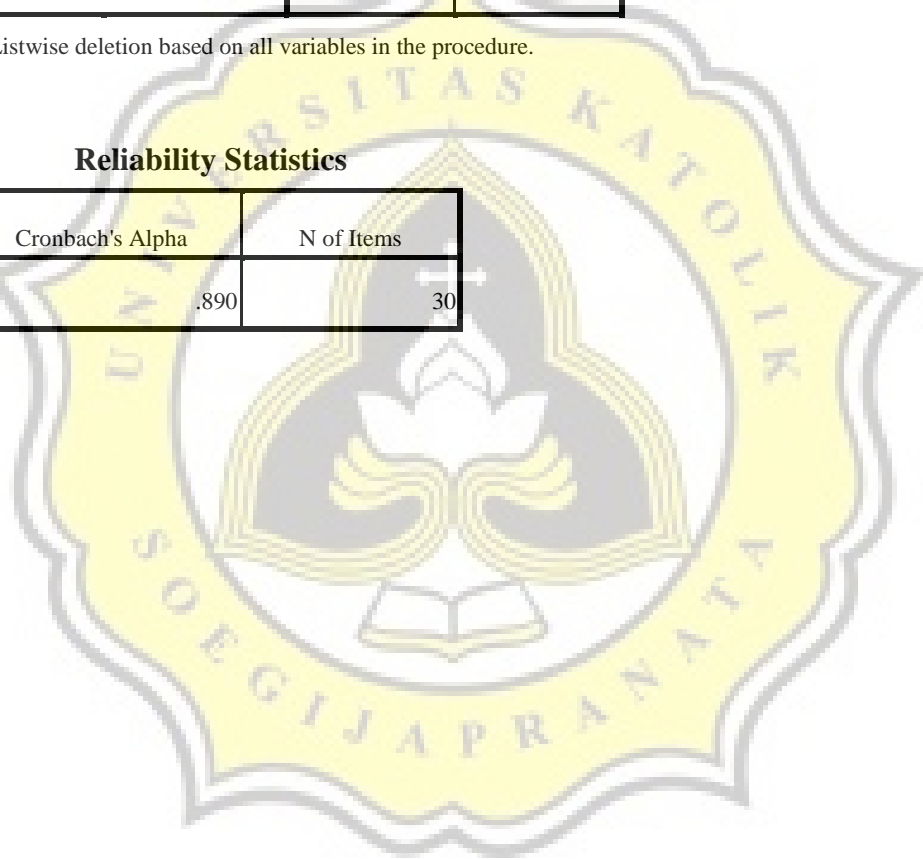 Listwise deletion based on all variables in the procedure.
Reliability Statistics
Cronbach's Alpha N of Items
.890 30
UNIVERSITAS KATOLIK
SOEGIJAPRANATA